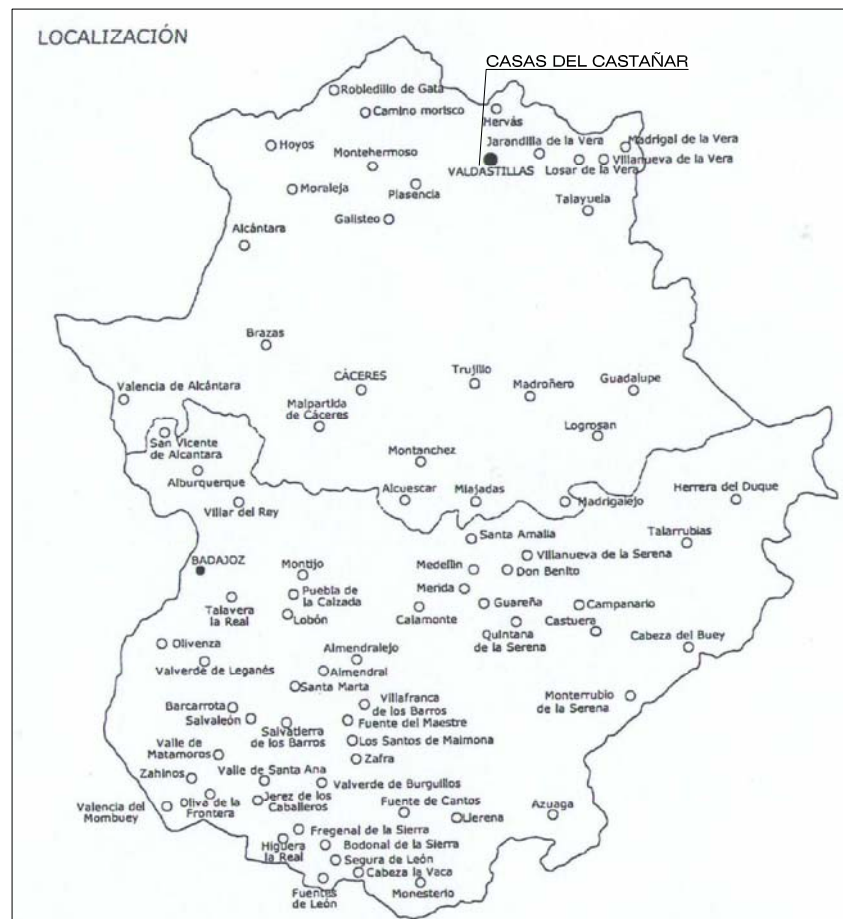 LOCALIZACIÓN
CASAS DEL CASTAÑAR
Robledillo de Gata
Camino morisco
Hervás
Hoyos
Jarandilla de la Vera
Madrigal de la Vera
Montehermoso
VALDASTILLAS
Losar de la Vera
Villanueva de la Vera
Moraleja
Plasencia
Talayuela
Galisteo
Alcántara
Brazas
Valencia de Alcántara
CÁCERES
Trujillo
Madroñero
Guadalupe
Malpartida
de Cáceres
San Vicente
de Alcantara
Logrosan
Montanchez
Alburquerque
Villar del Rey
Alcuescar
Miajadas
Madrigalejo
Herrera del Duque
Santa Amalia
Talarrubias
BADAJOZ
Montijo
Medellin
Villanueva de la Serena
Don Benito
Talavera
la Real
Puebla de
la Calzada
Merida
Lobón
Calamonte
Guareña
Campanario
Quintana
de la Serena
Castuera
Cabeza del Buey
Olivenza
Valverde de Leganés
Almendralejo
Almendral
Santa Marta
Barcarrota
Salvaleón
Salvatierra
de los Barros
Villafranca
de los Barros
Fuente del Maestre
Monterrubio
de la Serena
Los Santos de Maimona
Valle de
Matamoros
Zafra
Zahinos
Valle de Santa Ana
Valverde de Burguillos
Valencia del
Mombuey
Oliva de la
Frontera
Jerez de los
Caballeros
Fuente de Cantos
Llerena
Azuaga
Fregenal de la Sierra
Higuera
la Real
Bodonal de la Sierra
Segura de León
Cabeza la Vaca
Fuentes
de León
Monesterio